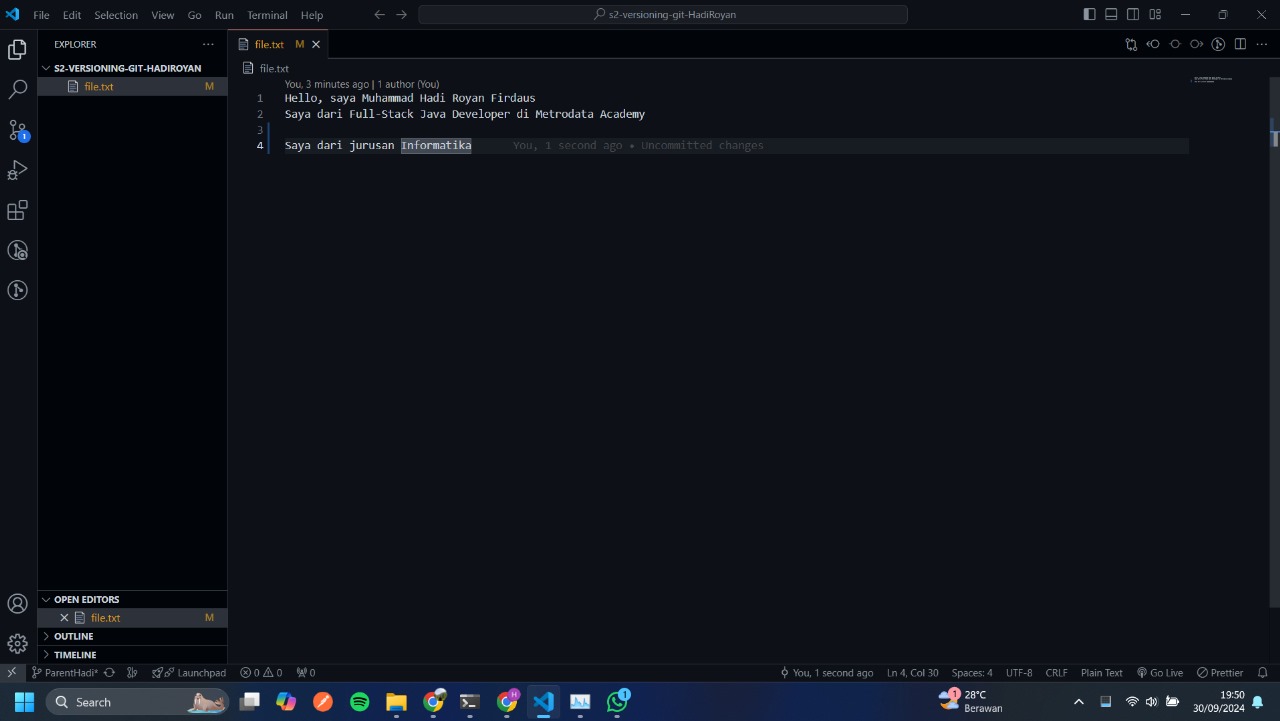 File Edit Selection View Go Run Terminal Help
s2-versioning-git-HadiRoyan
EXPLORER
S2-VERSIONING-GIT-HADIROYAN
file.txt M
1
file.txt M
file.txt
You, 3 minutes ago | 1 author (You)
1 Hello, saya Muhammad Hadi Royan Firdaus
2 Saya dari Full-Stack Java Developer di Metrodata Academy
3
4 Saya dari jurusan Informatika You, 1 second ago • Uncommitted changes
OPEN EDITORS
file.txt M
OUTLINE
TIMELINE
ParentHadi* Launchpad 0 0 0 You, 1 second ago Ln 4, Col 30 Spaces: 4 UTF-8 CRLF Plain Text Go Live Prettier
Search H 1 1 28°C 19:50
Berawan 30/09/2024